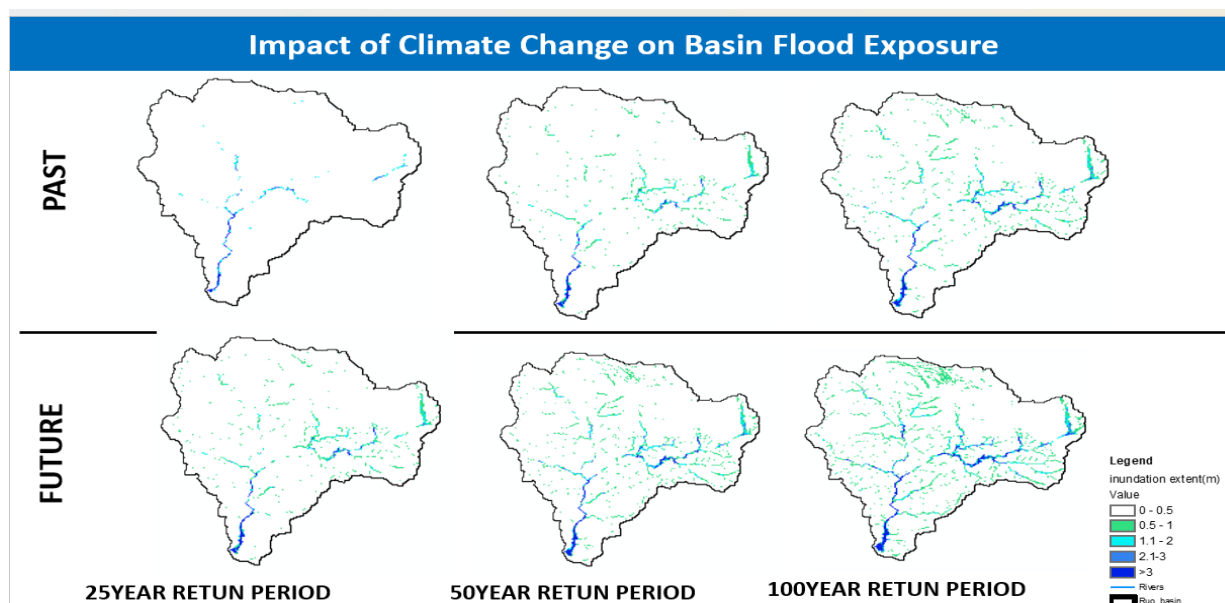 Impact of Climate Change on Basin Flood Exposure
PAST
FUTURE
25YEAR RETUN PERIOD
50YEAR RETUN PERIOD
100YEAR RETUN PERIOD
Legend
inundation extent(m)
Value
0 - 0.5
0.5 - 1
1.1 - 2
2.1-3
>3
Rivers
Ruo_basin